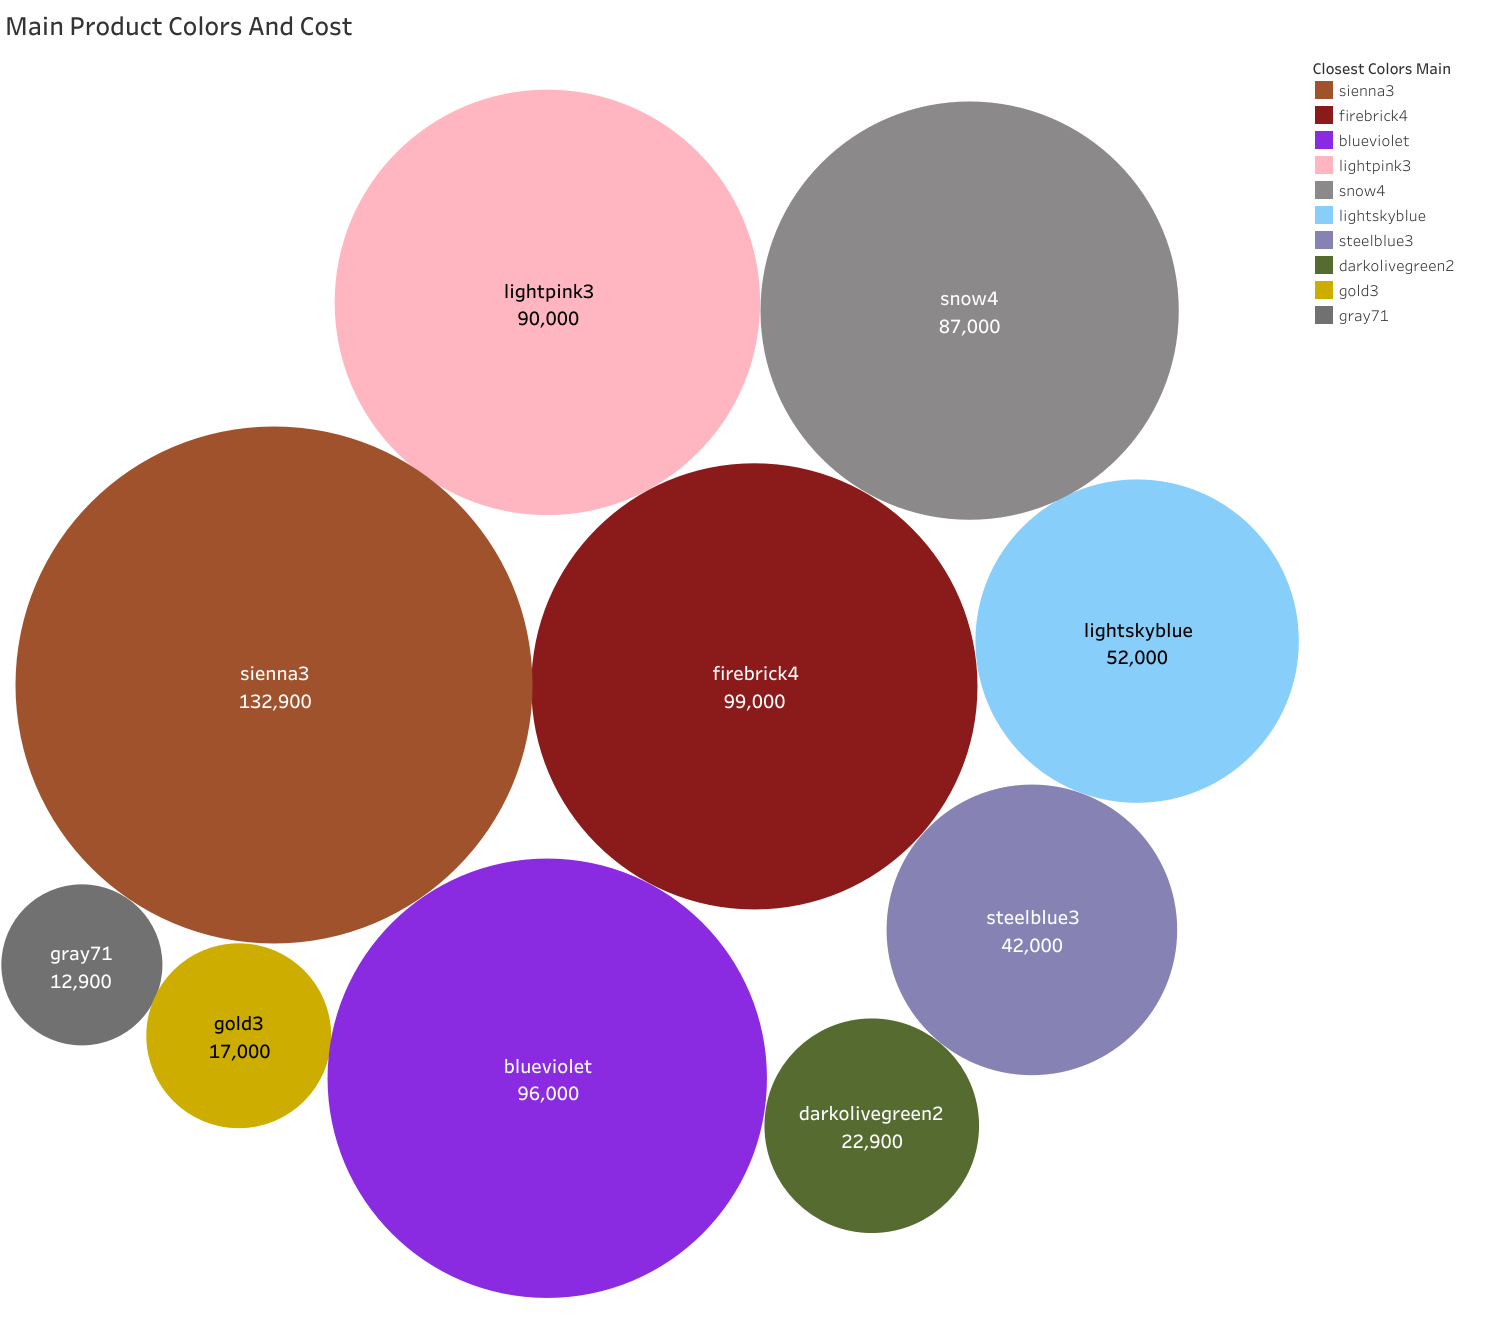 Main Product Colors And Cost
Closest Colors Main
sienna3
firebrick4
blueviolet
lightpink3
snow4
lightskyblue
steelblue3
darkolivegreen2
gold3
gray71
lightpink3
90,000
snow4
87,000
lightskyblue
52,000
sienna3
132,900
firebrick4
99,000
steelblue3
42,000
gray71
12,900
gold3
17,000
blueviolet
96,000
darkolivegreen2
22,900